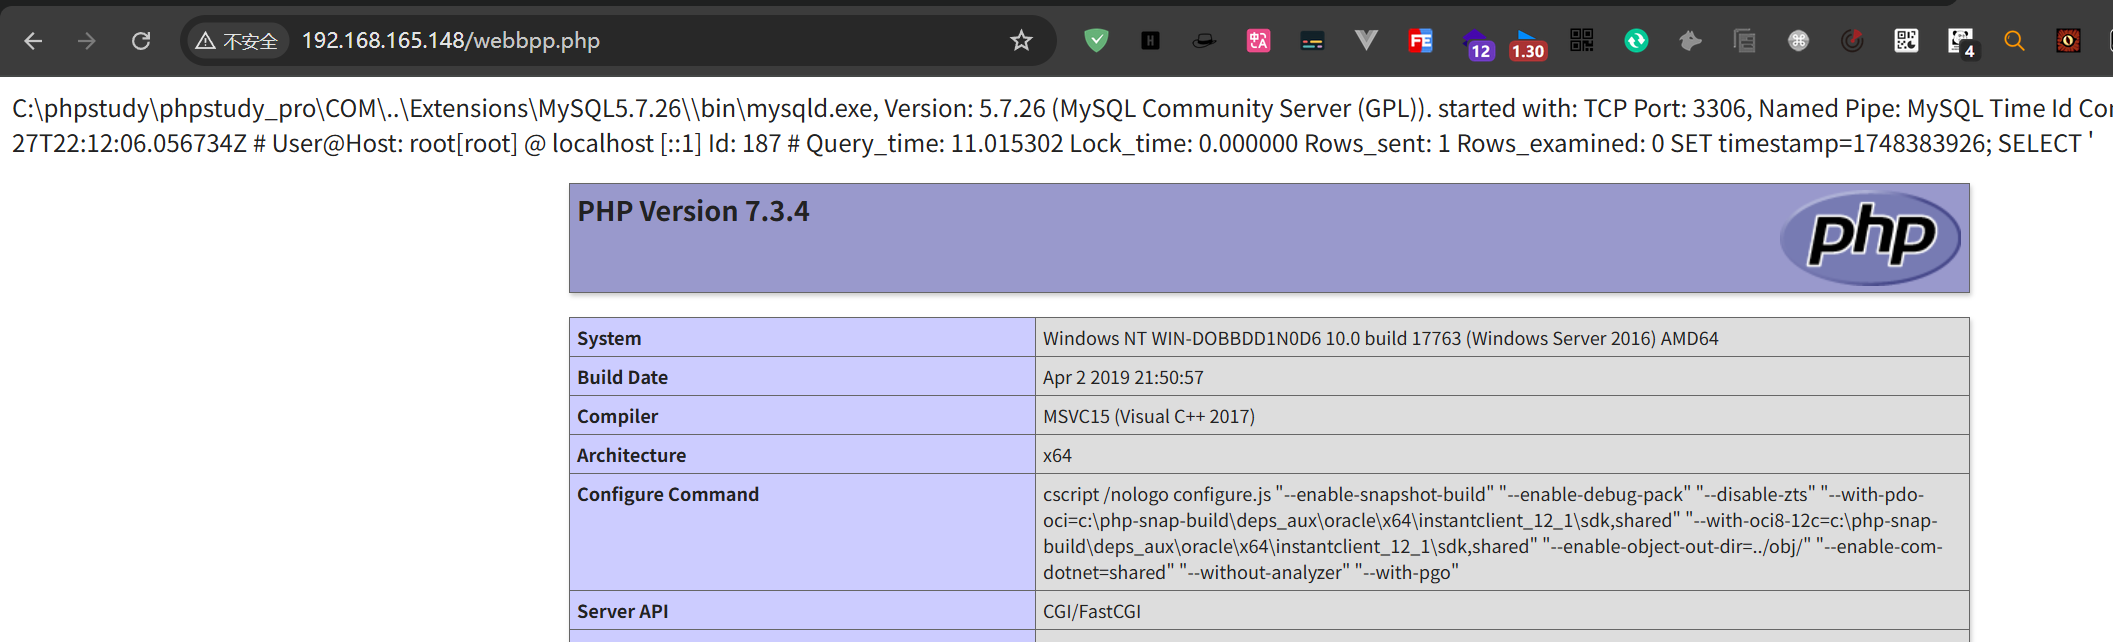 不安全 192.168.165.148/webbpp.php
12 1.30 4
C:\phpstudy\phpstudy_pro\COM\..\Extensions\MySQL5.7.26\\bin\mysqld.exe, Version: 5.7.26 (MySQL Community Server (GPL)). started with: TCP Port: 3306, Named Pipe: MySQL Time Id
27T22:12:06.056734Z # User@Host: root[root] @ localhost [::1] Id: 187 # Query_time: 11.015302 Lock_time: 0.000000 Rows_sent: 1 Rows_examined: 0 SET timestamp=1748383926; SELECT '
PHP Version 7.3.4
php
System Windows NT WIN-DOBBDD1N0D6 10.0 build 17763 (Windows Server 2016) AMD64
Build Date Apr 2 2019 21:50:57
Compiler MSVC15 (Visual C++ 2017)
Architecture x64
Configure Command cscript /nologo configure.js "--enable-snapshot-build" "--enable-debug-pack" "--disable-zts" "--with-pdo-
oci=c:\php-snap-build\deps_aux\oracle\x64\instantclient_12_1\sdk,shared" "--with-oci8-12c=c:\php-snap-
build\deps_aux\oracle\x64\instantclient_12_1\sdk,shared" "--enable-object-out-dir=../obj/" "--enable-com-
dotnet=shared" "--without-analyzer" "--with-pgo"
Server API CGI/FastCGI